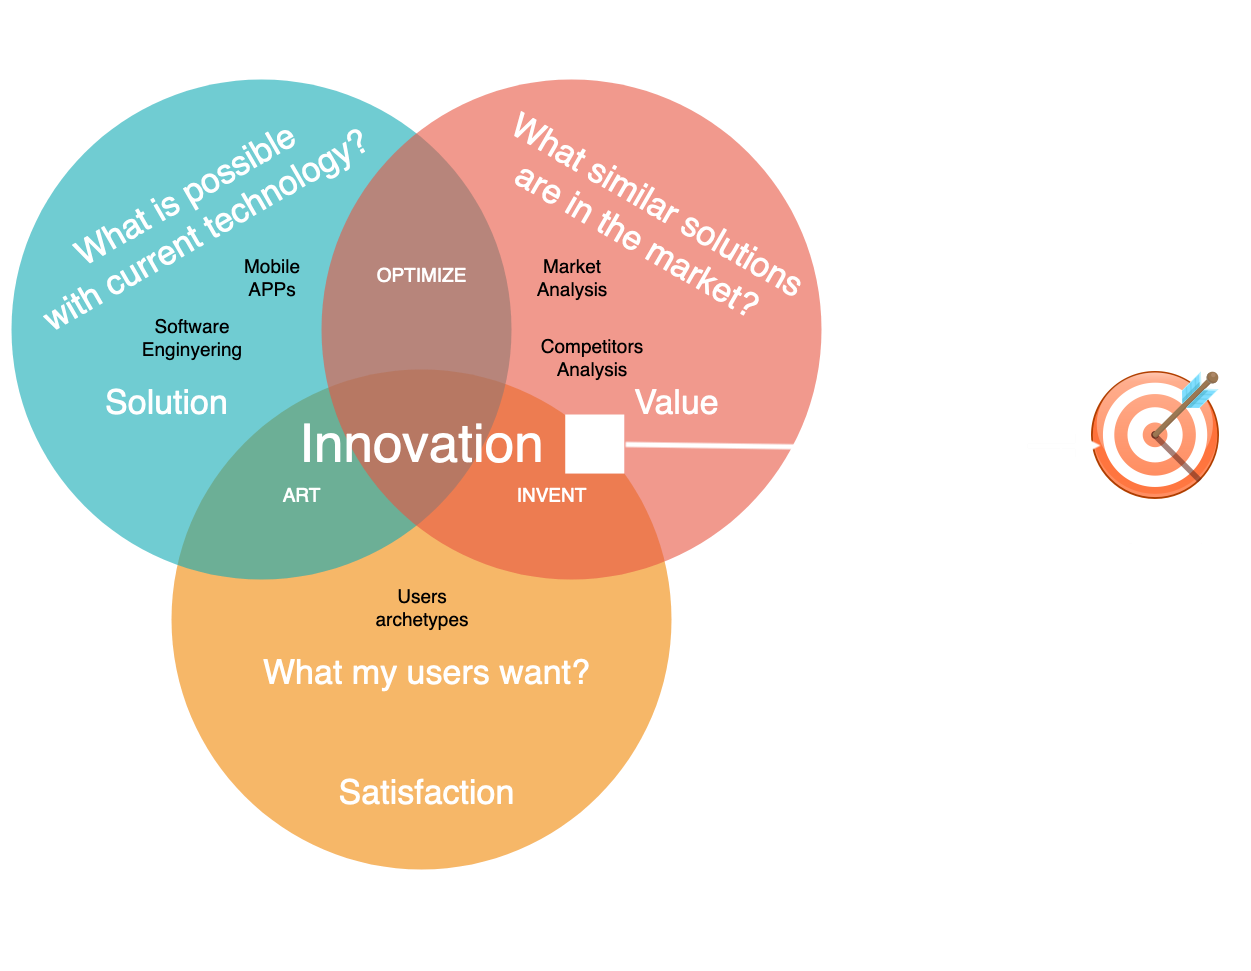 What is possible
with current technology?
What similar solutions
are in the market?
Mobile
APPs
OPTIMIZE
Market
Analysis
Software
Enginyering
Competitors
Analysis
Solution
Value
Innovation
ART
INVENT
Users
archetypes
What my users want?
Satisfaction